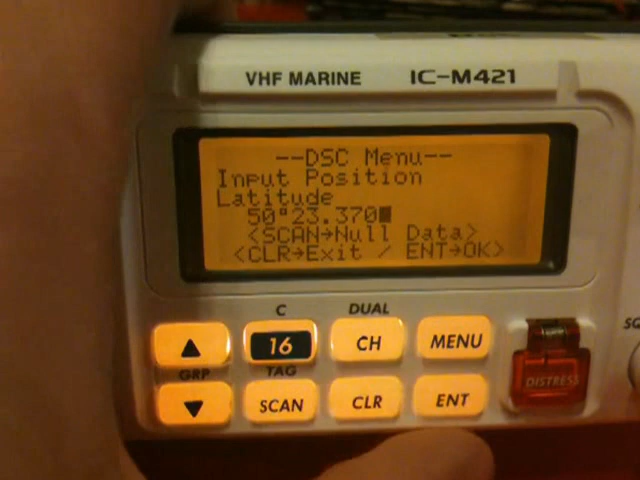 VHF MARINE IC-M421
--DSC Menu--
Input Position
Latitude
50°23.370
<SCAN→Null Data>
<CLR→Exit / ENT→OK>
C DUAL
▲ 16 CH MENU
GRP TAG
▼ SCAN CLR ENT
DISTRESS
SQ